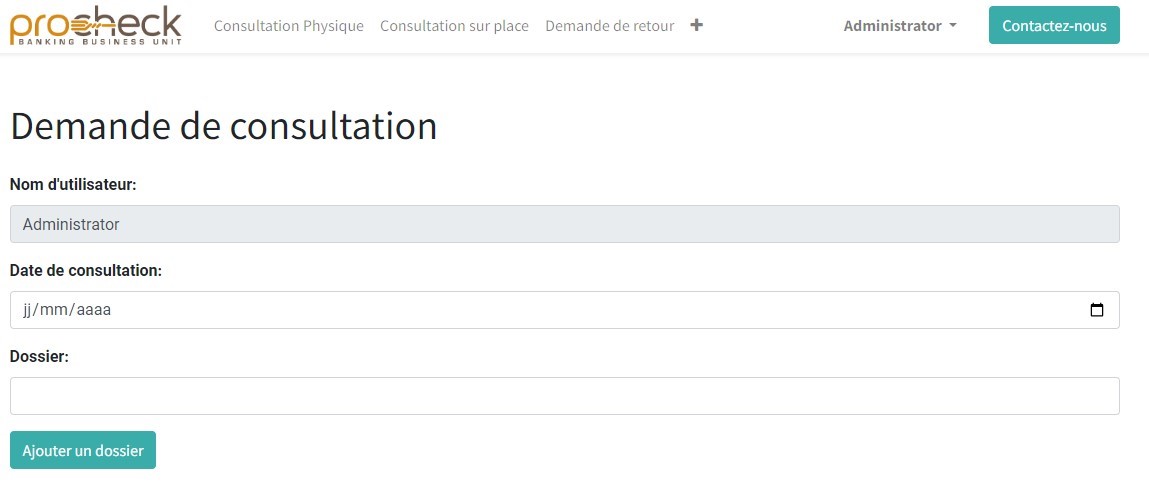 procheck
BANKING BUSINESS UNIT
Consultation Physique Consultation sur place Demande de retour + Administrator Contactez-nous
Demande de consultation
Nom d'utilisateur:
Administrator
Date de consultation:
jj/mm/aaaa
Dossier:
Ajouter un dossier